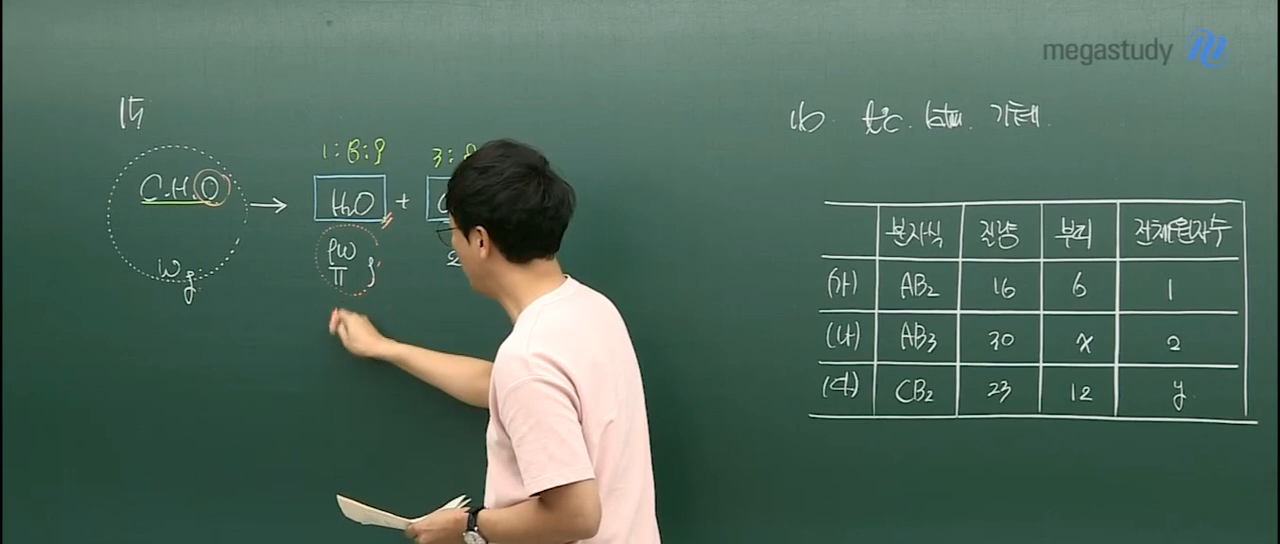 megastudy
15
1 : 8 : 9
3 : 8
C.H.O → H₂O +
w g
9w/11 g
16. t°C. 1atm. 기체.
분자식 질량 부피 전체원자수
(가) AB₂ 16 6 1
(나) AB₃ 30 x 2
(다) CB₂ 23 12 y